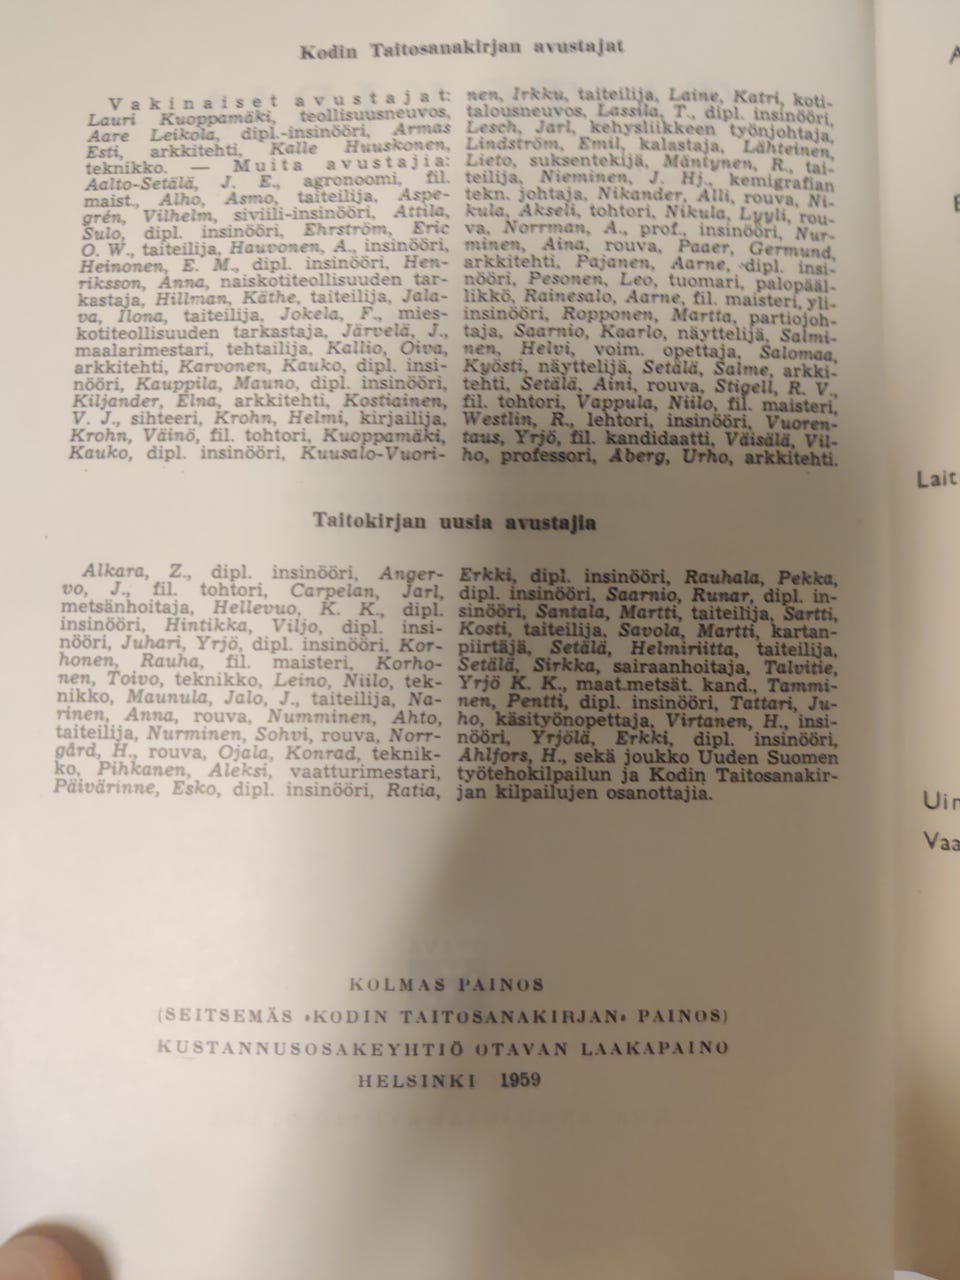 Kodin Taitosanakirjan avustajat
Vakinaiset avustajat:
Lauri Kuoppamäki, teollisuusneuvos,
Aare Leikola, dipl.-insinööri, Armas
Esti, arkkitehti, Kalle Huuskonen,
teknikko. — Muita avustajia:
Aalto-Setälä, J. E., agronoomi, fil.
maist., Alho, Asmo, taiteilija, Aspe-
grén, Vilhelm, siviili-insinööri, Attila,
Sulo, dipl. insinööri, Ehrström, Eric
O. W., taiteilija, Hauvonen, A., insinööri,
Heinonen, E. M., dipl. insinööri, Hen-
riksson, Anna, naiskotiteollisuuden tar-
kastaja, Hillman, Käthe, taiteilija, Jala-
va, Ilona, taiteilija, Jokela, F., mies-
kotiteollisuuden tarkastaja, Järvelä, J.,
maalarimestari, tehtailija, Kallio, Oiva,
arkkitehti, Karvonen, Kauko, dipl. insi-
nööri, Kauppila, Mauno, dipl. insinööri,
Kiljander, Elna, arkkitehti, Kostiainen,
V. J., sihteeri, Krohn, Helmi, kirjailija,
Krohn, Väinö, fil. tohtori, Kuoppamäki,
Kauko, dipl. insinööri, Kuusalo-Vuori-
nen, Irkku, taiteilija, Laine, Katri, koti-
talousneuvos, Lassila, T., dipl. insinööri,
Lesch, Jarl, kehysliikkeen työnjohtaja,
Lindström, Emil, kalastaja, Lähteinen,
Lieto, suksentekijä, Mäntynen, R., tai-
teilija, Nieminen, J. Hj., kemigrafian
tekn. johtaja, Nikander, Alli, rouva, Ni-
kula, Akseli, tohtori, Nikula, Lyyli, rou-
va, Norrman, A., prof., insinööri, Nur-
minen, Aina, rouva, Paaer, Germund,
arkkitehti, Pajanen, Aarne, dipl. insi-
nööri, Pesonen, Leo, tuomari, palopääl-
likkö, Rainesalo, Aarne, fil. maisteri, yli-
insinööri, Ropponen, Martta, partiojoh-
taja, Saarnio, Kaarlo, näyttelijä, Salmi-
nen, Helvi, voim. opettaja, Salomaa,
Kyösti, näyttelijä, Setälä, Salme, arkki-
tehti, Setälä, Aini, rouva, Stigell, R. V.,
fil. tohtori, Vappula, Niilo, fil. maisteri,
Westlin, R., lehtori, insinööri, Vuoren-
taus, Yrjö, fil. kandidaatti, Väisälä, Vil-
ho, professori, Åberg, Urho, arkkitehti.
Taitokirjan uusia avustajia
Alkara, Z., dipl. insinööri, Anger-
vo, J., fil. tohtori, Carpelan, Jarl,
metsänhoitaja, Hellevuo, K. K., dipl.
insinööri, Hintikka, Viljo, dipl. insi-
nööri, Juhari, Yrjö, dipl. insinööri, Kor-
honen, Rauha, fil. maisteri, Korho-
nen, Toivo, teknikko, Leino, Niilo, tek-
nikko, Maunula, Jalo, J., taiteilija, Na-
rinen, Anna, rouva, Numminen, Ahto,
taiteilija, Nurminen, Sohvi, rouva, Norr-
gård, H., rouva, Ojala, Konrad, teknik-
ko, Pihkanen, Aleksi, vaatturimestari,
Päivärinne, Esko, dipl. insinööri, Ratia,
Erkki, dipl. insinööri, Rauhala, Pekka,
dipl. insinööri, Saarnio, Runar, dipl. in-
sinööri, Santala, Martti, taiteilija, Sartti,
Kosti, taiteilija, Savola, Martti, kartan-
piirtäjä, Setälä, Helmiriitta, taiteilija,
Setälä, Sirkka, sairaanhoitaja, Talvitie,
Yrjö K. K., maat.metsät. kand., Tammi-
nen, Pentti, dipl. insinööri, Tattari, Ju-
ho, käsityönopettaja, Virtanen, H., insi-
nööri, Yrjölä, Erkki, dipl. insinööri,
Ahlfors, H., sekä joukko Uuden Suomen
työtehokilpailun ja Kodin Taitosanakir-
jan kilpailujen osanottajia.
KOLMAS PAINOS
(SEITSEMÄS »KODIN TAITOSANAKIRJAN» PAINOS)
KUSTANNUSOSAKEYHTIÖ OTAVAN LAAKAPAINO
HELSINKI 1959
Lait
Uin
Vaa